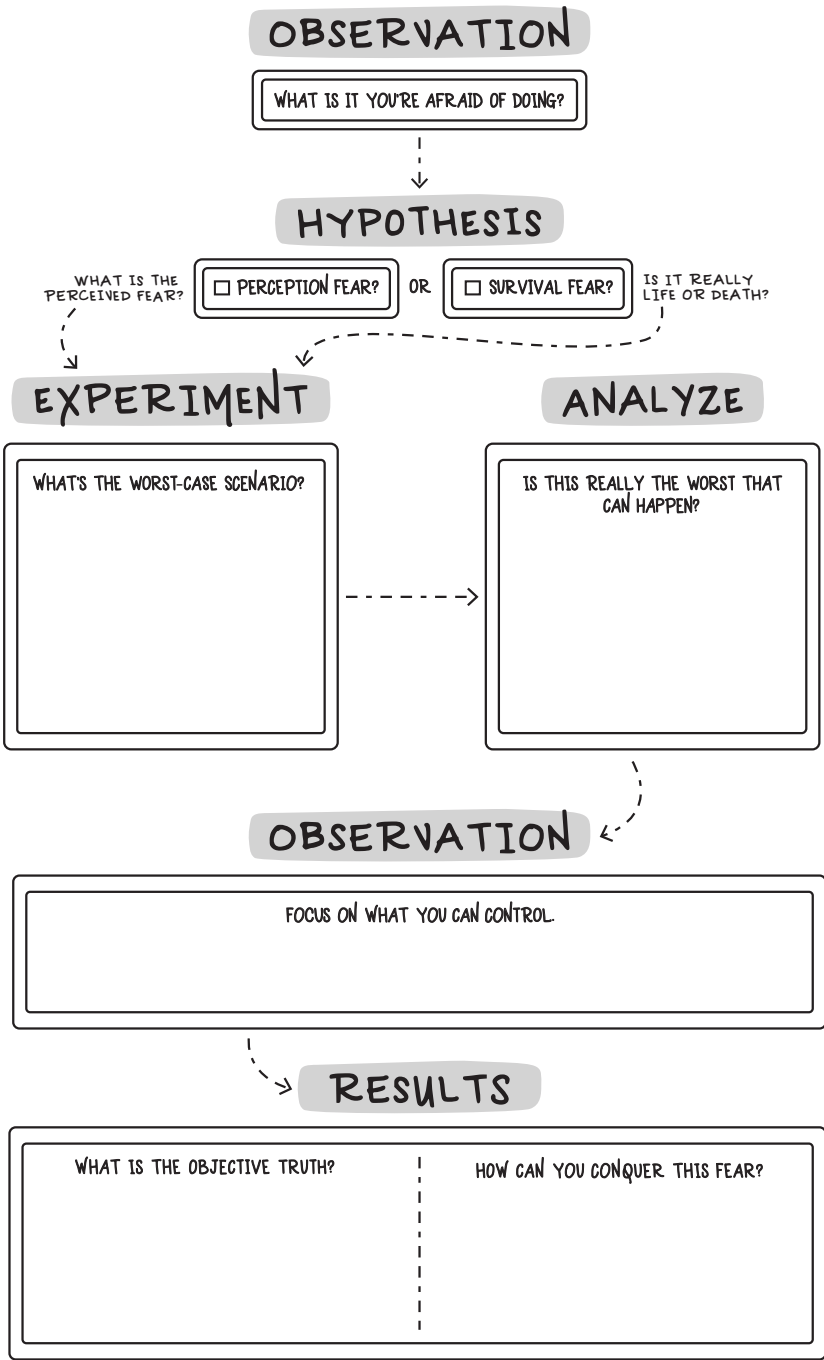 OBSERVATION
WHAT IS IT YOU'RE AFRAID OF DOING?
HYPOTHESIS
WHAT IS THE
PERCEIVED FEAR?
PERCEPTION FEAR?
OR
SURVIVAL FEAR?
IS IT REALLY
LIFE OR DEATH?
EXPERIMENT
WHAT'S THE WORST-CASE SCENARIO?
ANALYZE
IS THIS REALLY THE WORST THAT
CAN HAPPEN?
OBSERVATION
FOCUS ON WHAT YOU CAN CONTROL.
RESULTS
WHAT IS THE OBJECTIVE TRUTH?
HOW CAN YOU CONQUER THIS FEAR?